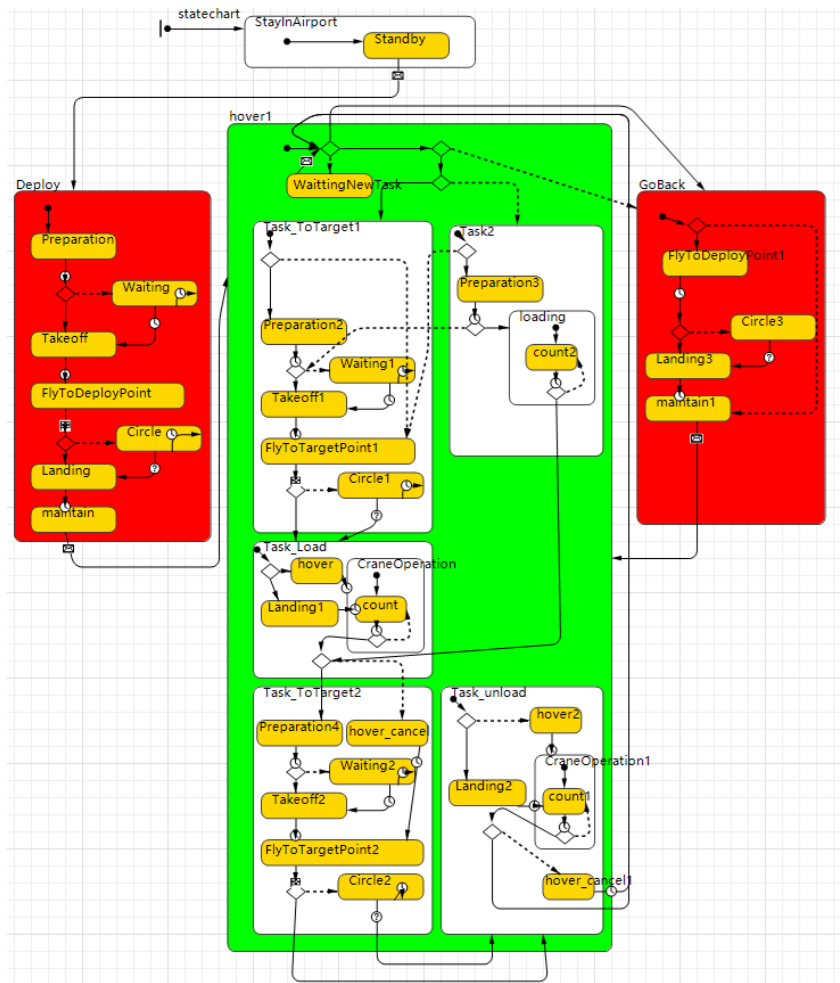 statechart
StayInAirport
Standby
hover1
WaittingNewTask
Deploy
Preparation
Waiting
Takeoff
FlyToDeployPoint
Circle
Landing
maintain
GoBack
FlyToDeployPoint1
Circle3
Landing3
maintain1
Task_ToTarget1
Preparation2
Waiting1
Takeoff1
FlyToTargetPoint1
Circle1
Task2
Preparation3
loading
count2
Task_Load
hover
CraneOperation
Landing1
count
Task_ToTarget2
Preparation4
hover_cancel
Waiting2
Takeoff2
FlyToTargetPoint2
Circle2
Task_unload
hover2
CraneOperation1
Landing2
count1
hover_cancel1